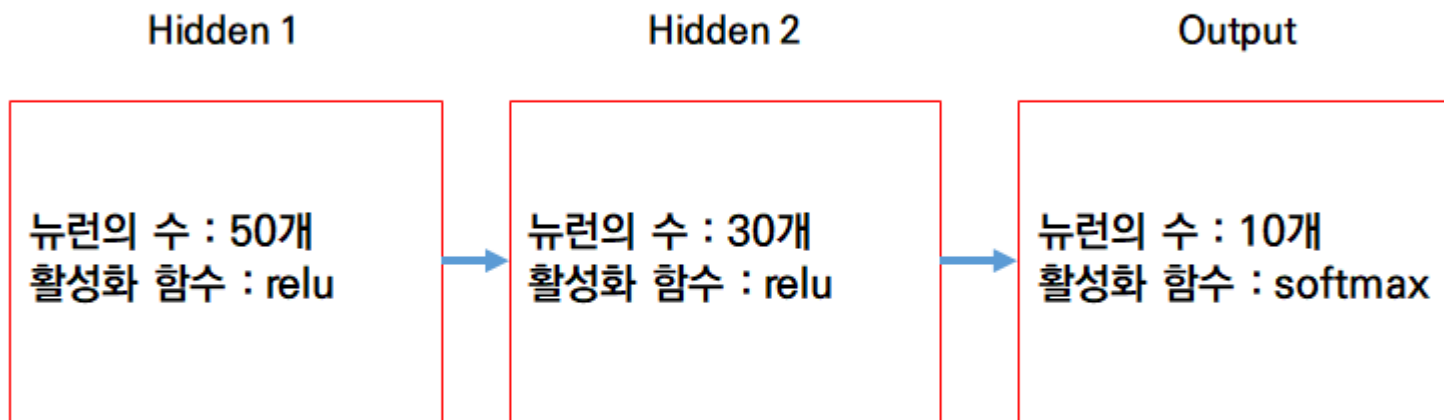 Hidden 1
Hidden 2
Output
뉴런의 수 : 50개
활성화 함수 : relu
뉴런의 수 : 30개
활성화 함수 : relu
뉴런의 수 : 10개
활성화 함수 : softmax